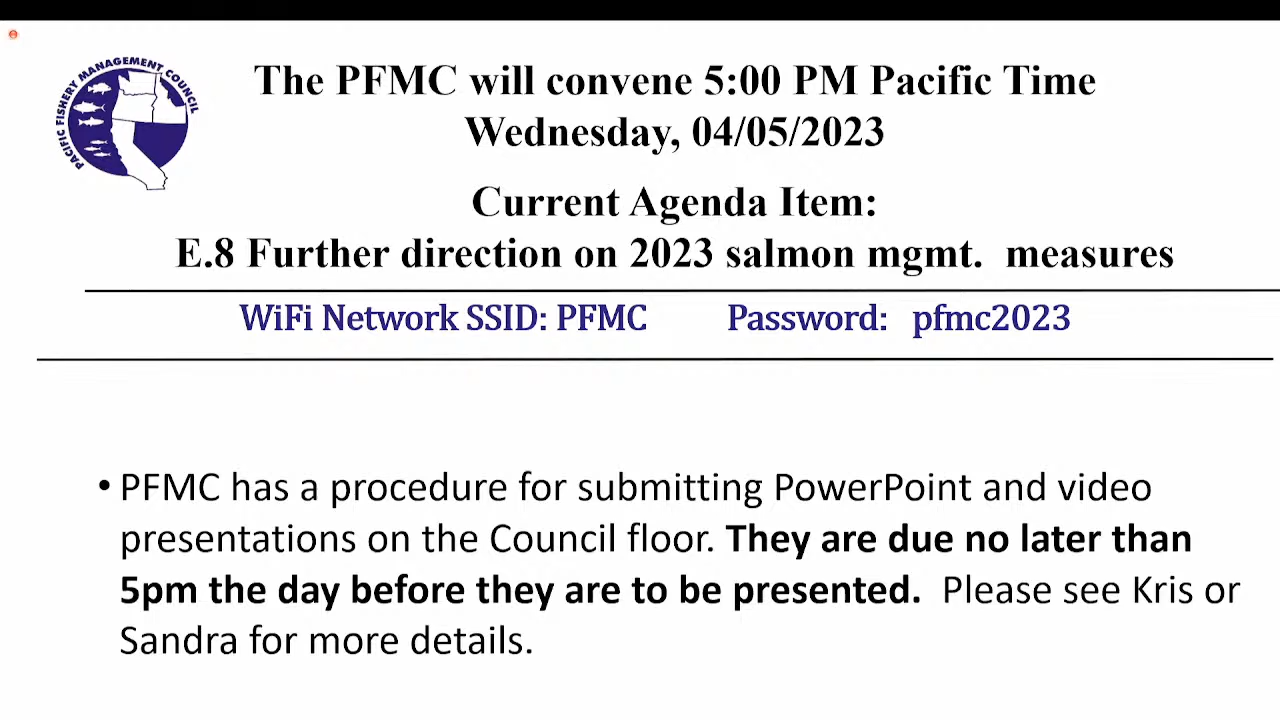 PACIFIC FISHERY MANAGEMENT COUNCIL
The PFMC will convene 5:00 PM Pacific Time
Wednesday, 04/05/2023
Current Agenda Item:
E.8 Further direction on 2023 salmon mgmt.  measures
WiFi Network SSID: PFMC Password: pfmc2023
• PFMC has a procedure for submitting PowerPoint and video
presentations on the Council floor. They are due no later than
5pm the day before they are to be presented.  Please see Kris or
Sandra for more details.